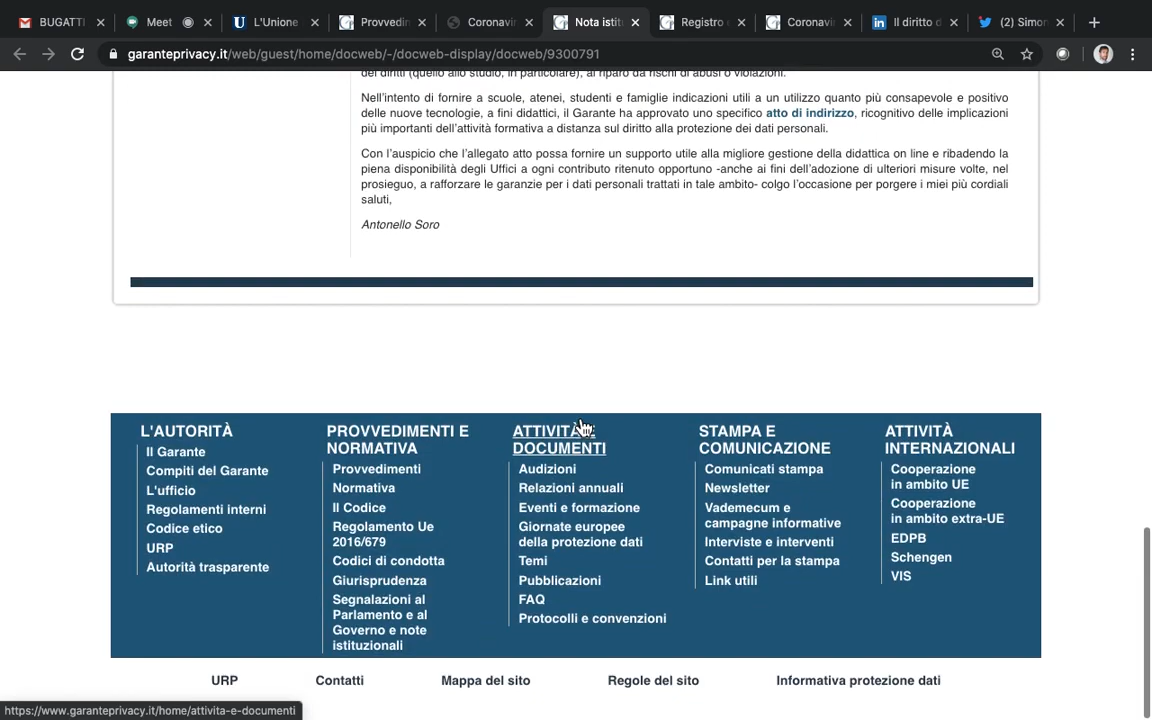 BUGATTI
Meet
L'Unione
Provvedim
Coronavir
Nota istit
Registro e
Coronavir
Il diritto d
(2) Simon
garanteprivacy.it/web/guest/home/docweb/-/docweb-display/docweb/9300791
dei diritti (quello allo studio, in particolare), al riparo da rischi di abusi o violazioni.
Nell'intento di fornire a scuole, atenei, studenti e famiglie indicazioni utili a un utilizzo quanto più consapevole e positivo
delle nuove tecnologie, a fini didattici, il Garante ha approvato uno specifico atto di indirizzo, ricognitivo delle implicazioni
più importanti dell'attività formativa a distanza sul diritto alla protezione dei dati personali.
Con l'auspicio che l'allegato atto possa fornire un supporto utile alla migliore gestione della didattica on line e ribadendo la
piena disponibilità degli Uffici a ogni contributo ritenuto opportuno -anche ai fini dell'adozione di ulteriori misure volte, nel
prosieguo, a rafforzare le garanzie per i dati personali trattati in tale ambito- colgo l'occasione per porgere i miei più cordiali
saluti,
Antonello Soro
L'AUTORITÀ
Il Garante
Compiti del Garante
L'ufficio
Regolamenti interni
Codice etico
URP
Autorità trasparente
PROVVEDIMENTI E
NORMATIVA
Provvedimenti
Normativa
Il Codice
Regolamento Ue
2016/679
Codici di condotta
Giurisprudenza
Segnalazioni al
Parlamento e al
Governo e note
istituzionali
ATTIVITÀ E
DOCUMENTI
Audizioni
Relazioni annuali
Eventi e formazione
Giornate europee
della protezione dati
Temi
Pubblicazioni
FAQ
Protocolli e convenzioni
STAMPA E
COMUNICAZIONE
Comunicati stampa
Newsletter
Vademecum e
campagne informative
Interviste e interventi
Contatti per la stampa
Link utili
ATTIVITÀ
INTERNAZIONALI
Cooperazione
in ambito UE
Cooperazione
in ambito extra-UE
EDPB
Schengen
VIS
URP
Contatti
Mappa del sito
Regole del sito
Informativa protezione dati
https://www.garanteprivacy.it/home/attivita-e-documenti